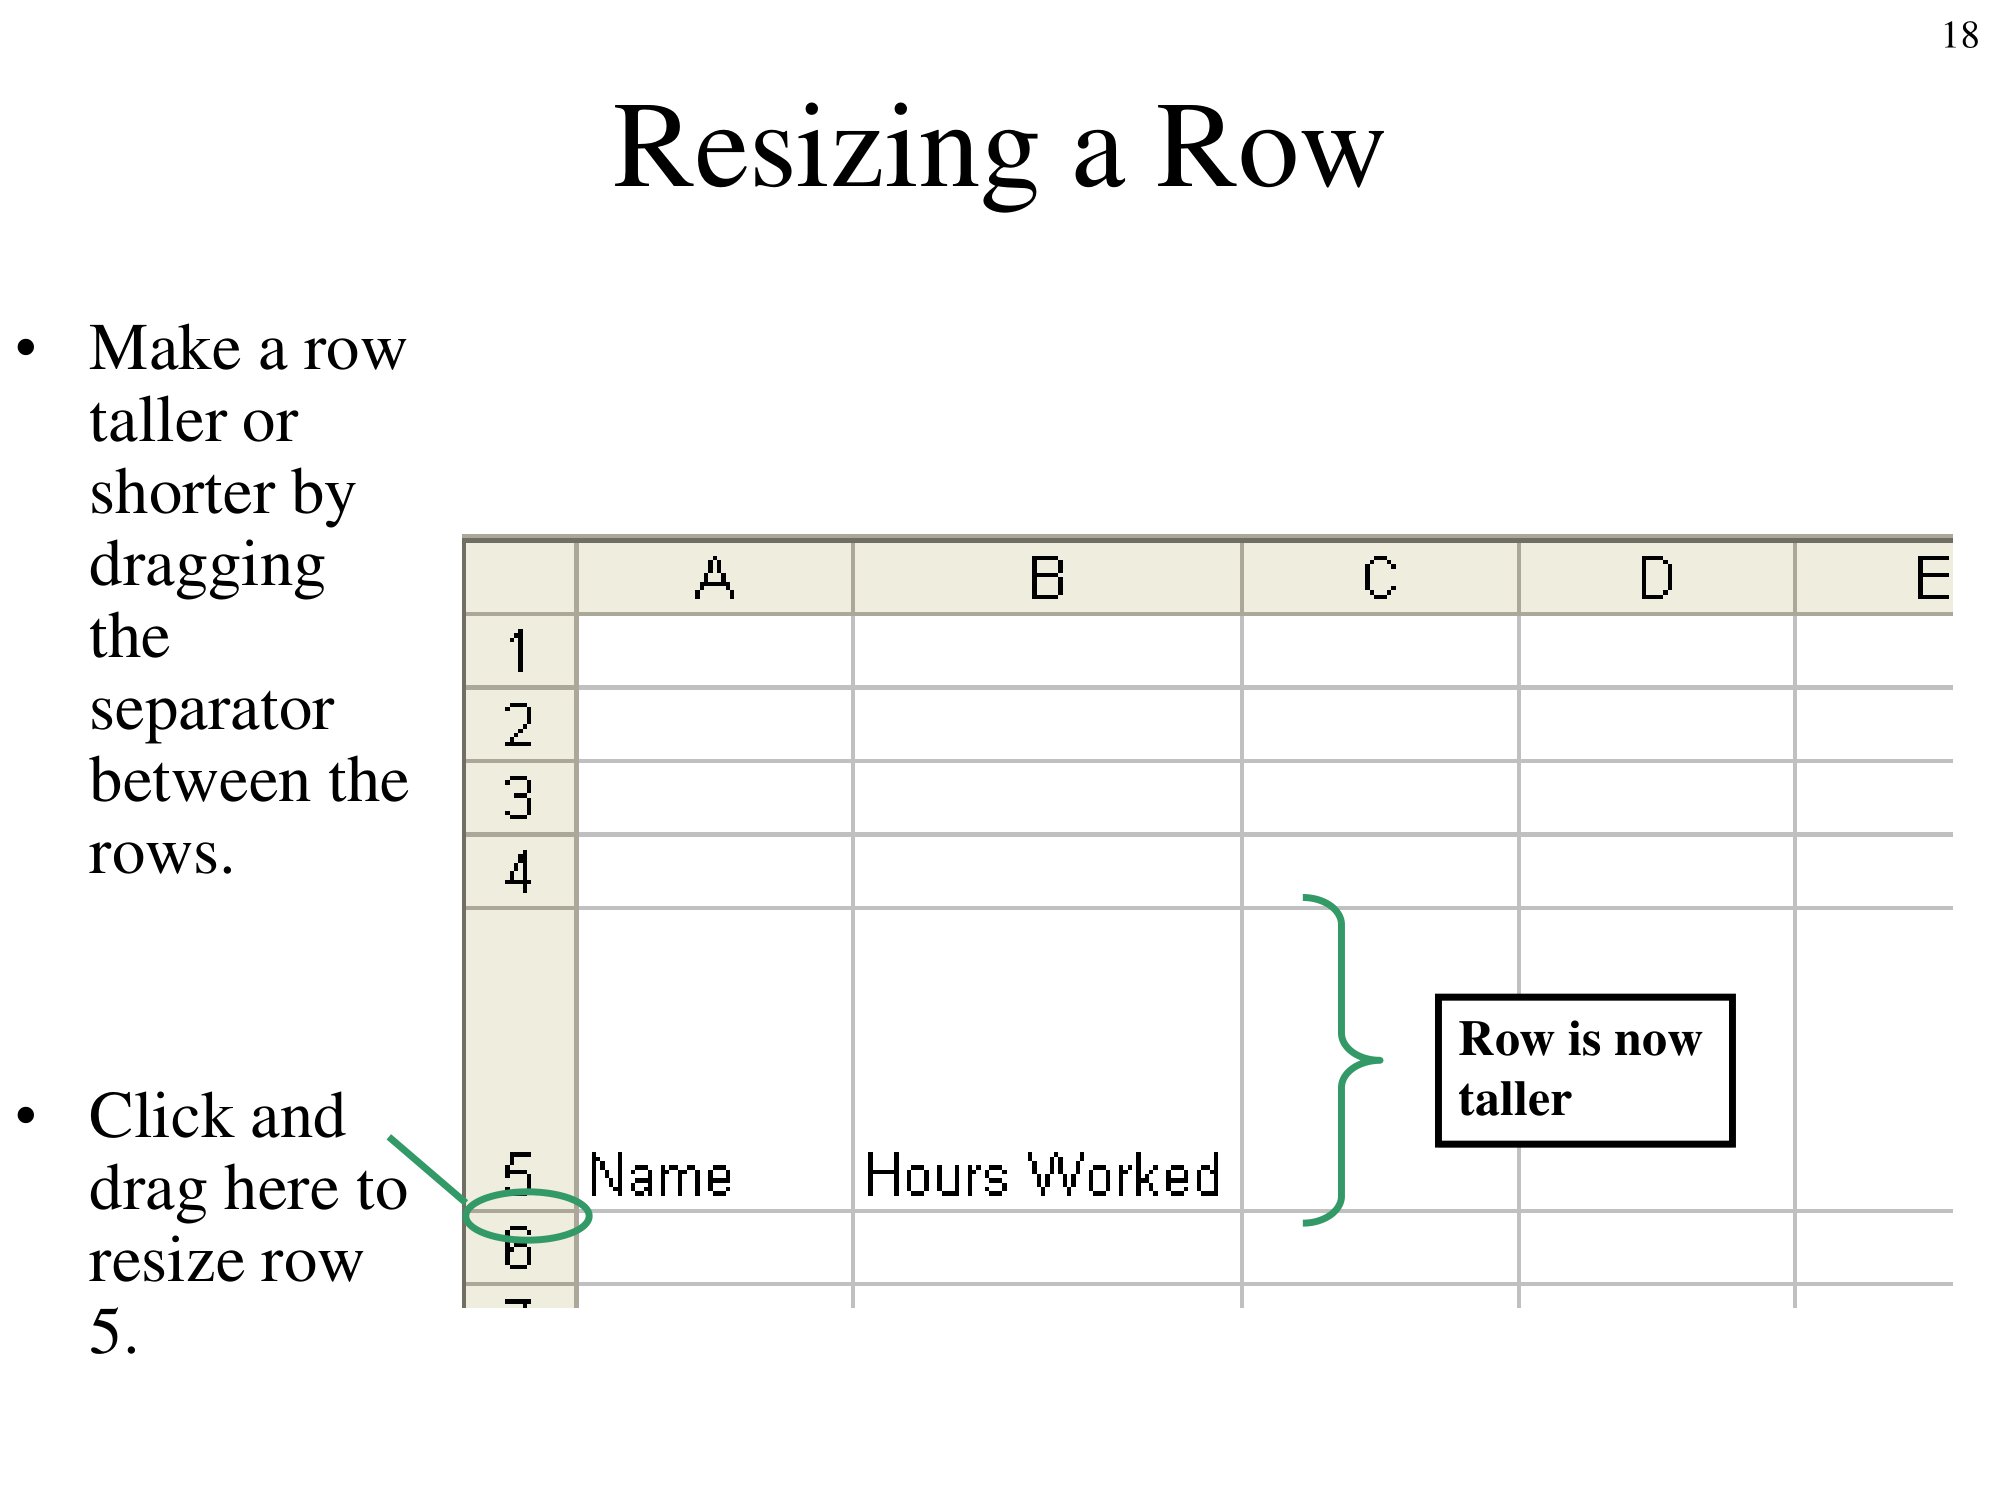 18
Resizing a Row
• Make a row
taller or
shorter by
dragging
the
separator
between the
rows.
• Click and
drag here to
resize row
5.
A B C D E
1
2
3
4
Row is now
taller
5 Name Hours Worked
6